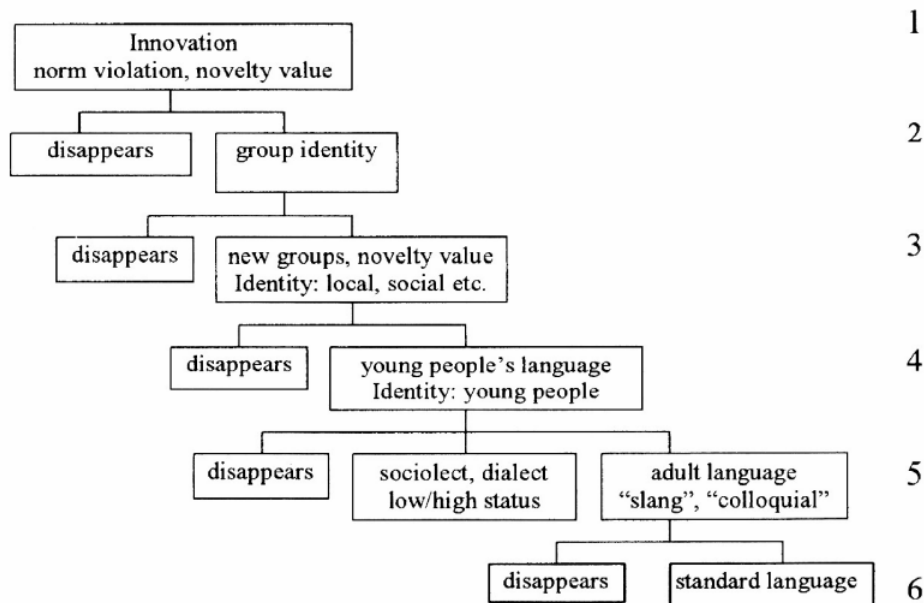 1
Innovation
norm violation, novelty value
disappears
group identity
2
disappears
new groups, novelty value
Identity: local, social etc.
3
disappears
young people's language
Identity: young people
4
disappears
sociolect, dialect
low/high status
adult language
"slang", "colloquial"
5
disappears
standard language
6